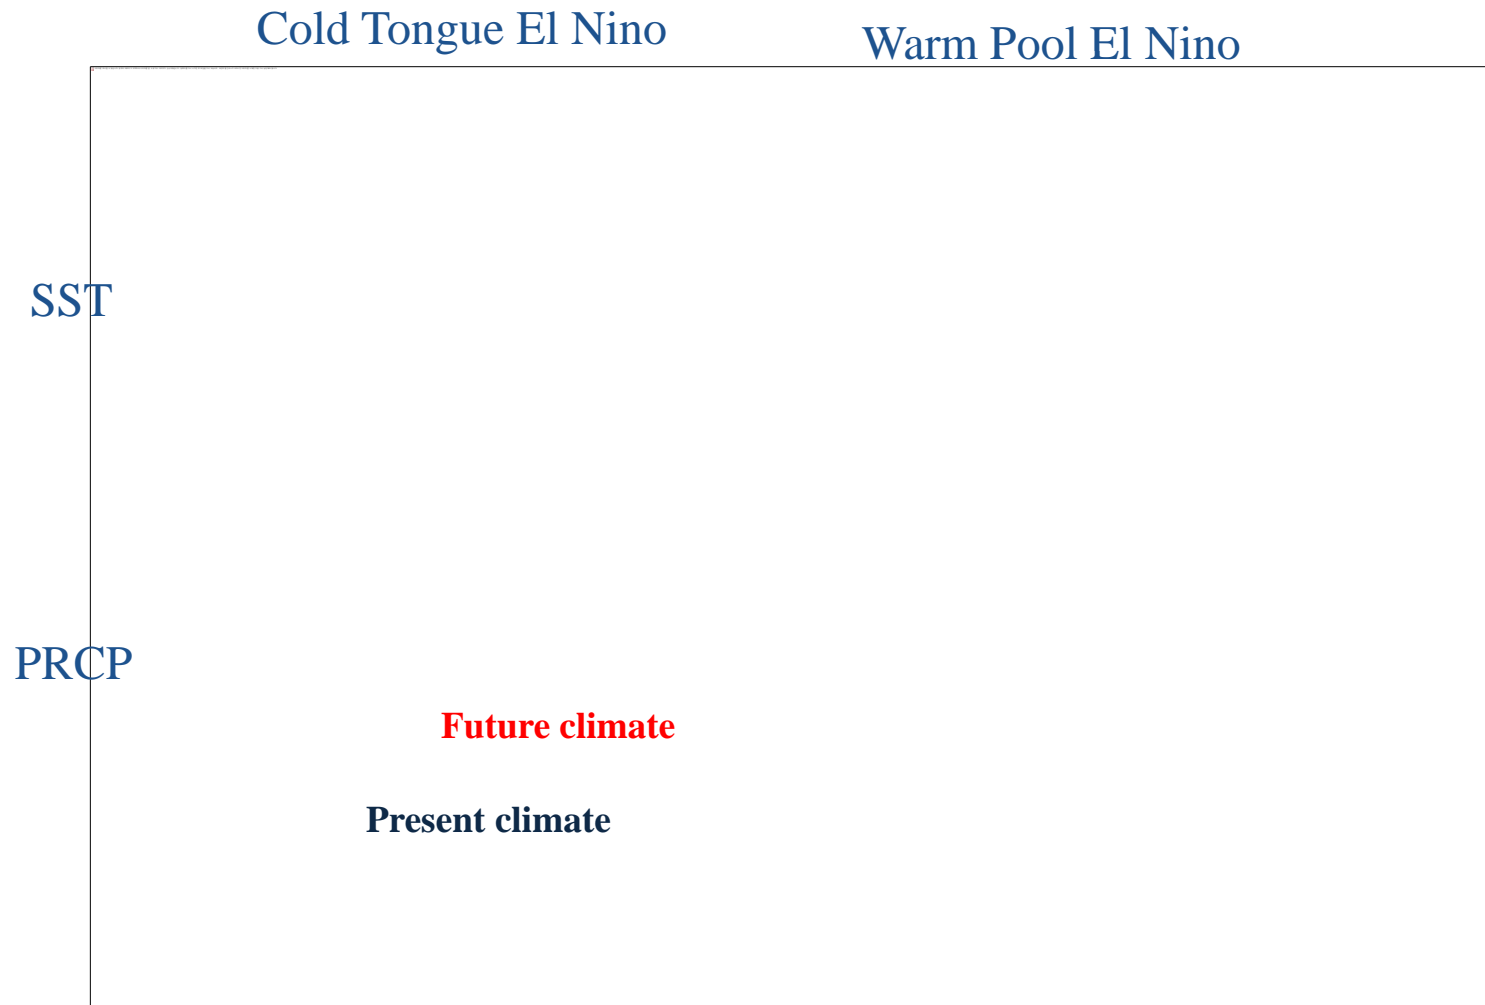 Cold Tongue El Nino
Warm Pool El Nino
SST
PRCP
Future climate
Present climate